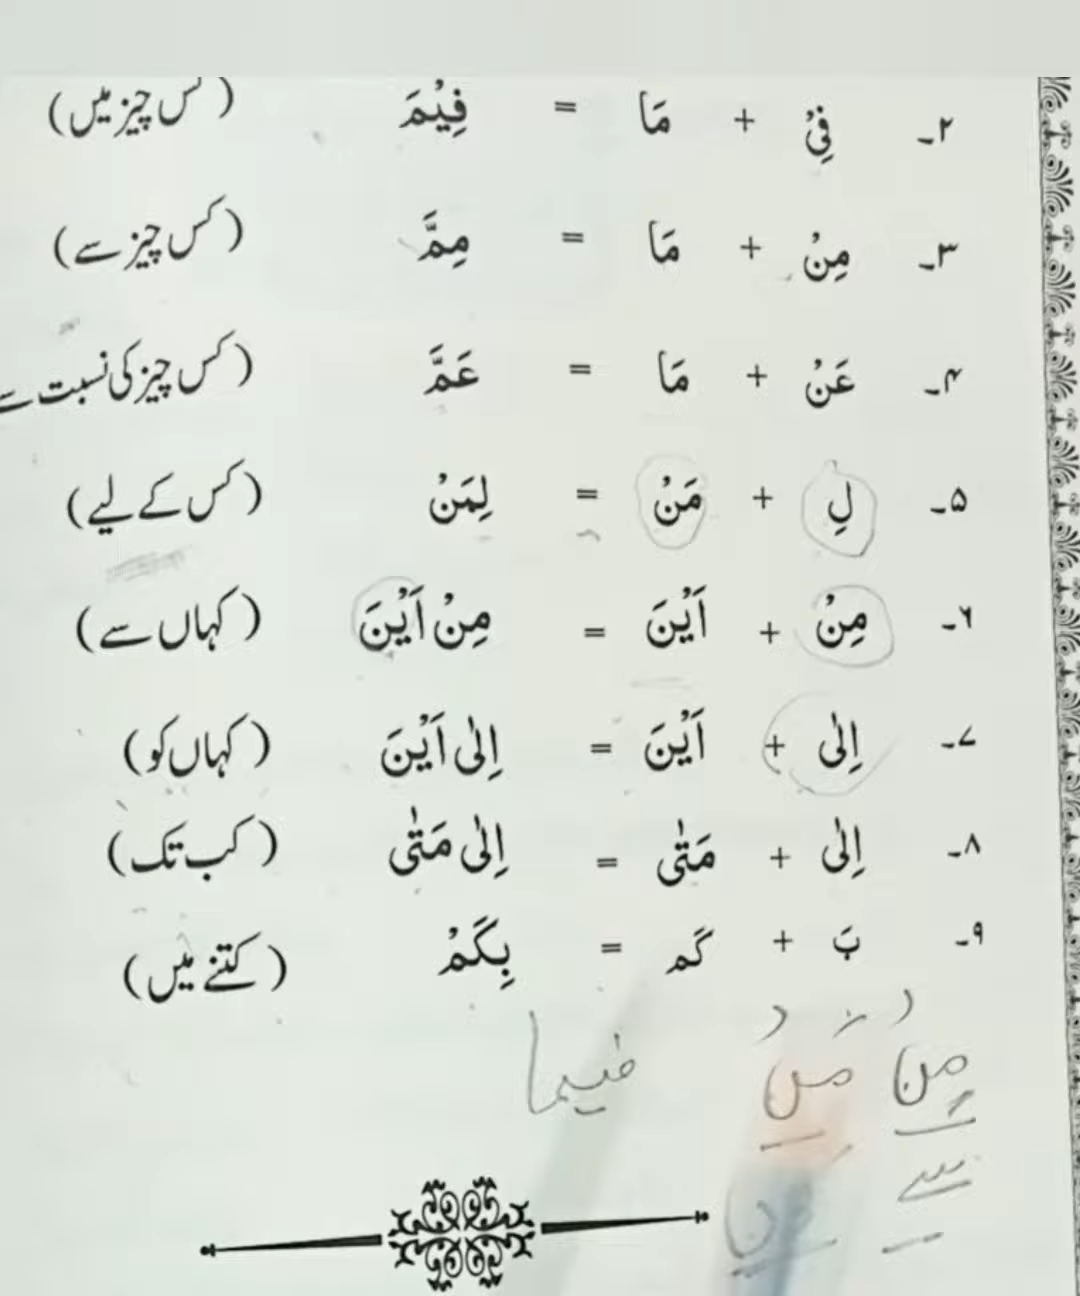 ۲۔ فِیْ + مَا = فِیْمَ (کس چیز میں)
۳۔ مِنْ + مَا = مِمَّ (کس چیز سے)
۴۔ عَنْ + مَا = عَمَّ (کس چیز کی نسبت سے
۵۔ لِ + مَنْ = لِمَنْ (کس کے لیے)
۶۔ مِنْ + اَیْنَ = مِنْ اَیْنَ (کہاں سے)
۷۔ اِلٰی + اَیْنَ = اِلٰی اَیْنَ (کہاں کو)
۸۔ اِلٰی + مَتٰی = اِلٰی مَتٰی (کب تک)
۹۔ بَ + کَم = بِکَمْ (کتنے میں)
مِنْ مَنْ فیما
سے